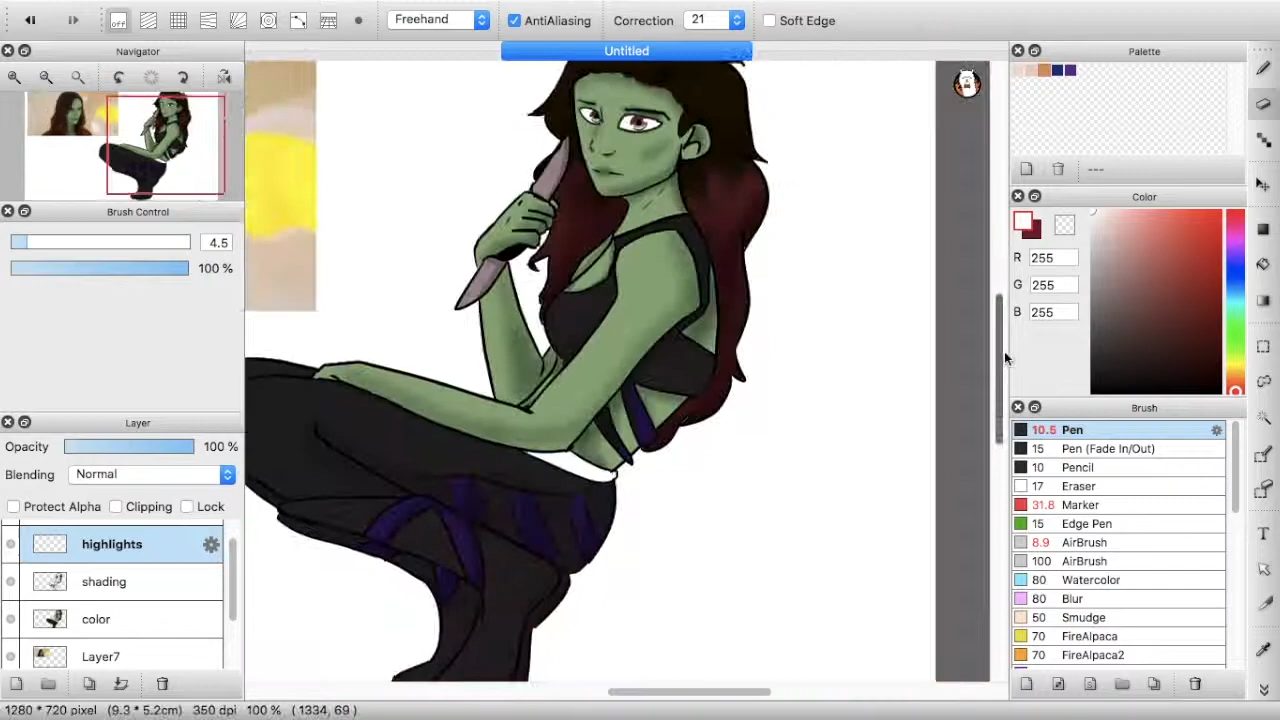 off
Freehand
AntiAliasing
Correction
21
Soft Edge
Untitled
Navigator
Brush Control
4.5
100 %
Layer
Opacity
100 %
Blending
Normal
Protect Alpha
Clipping
Lock
highlights
shading
color
Layer7
Palette
---
Color
R
255
G
255
B
255
Brush
10.5 Pen
15 Pen (Fade In/Out)
10 Pencil
17 Eraser
31.8 Marker
15 Edge Pen
8.9 AirBrush
100 AirBrush
80 Watercolor
80 Blur
50 Smudge
70 FireAlpaca
70 FireAlpaca2
T
1280 * 720 pixel (9.3 * 5.2cm) 350 dpi 100 % ( 1334, 69 )